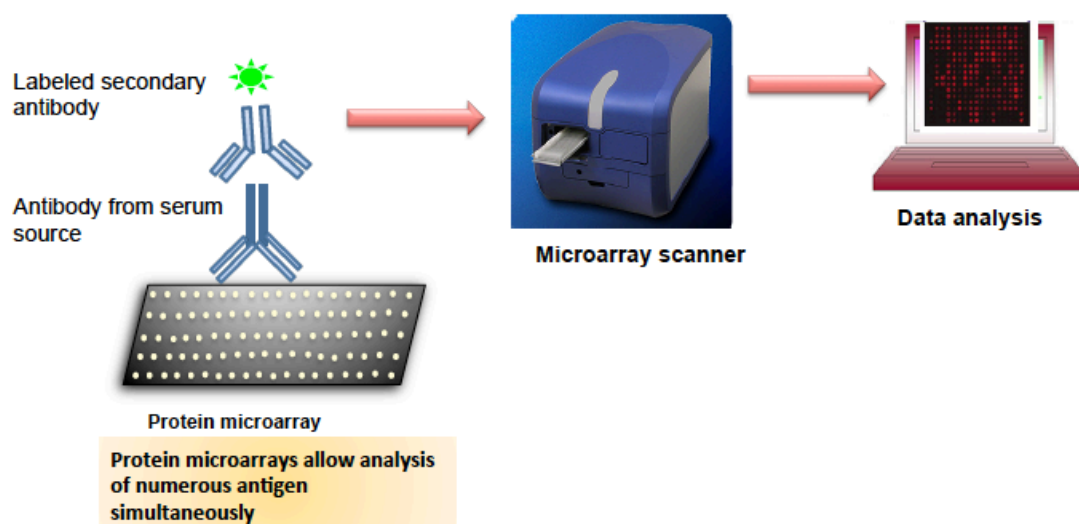 Labeled secondary
antibody
Antibody from serum
source
Microarray scanner
Data analysis
Protein microarray
Protein microarrays allow analysis
of numerous antigen
simultaneously